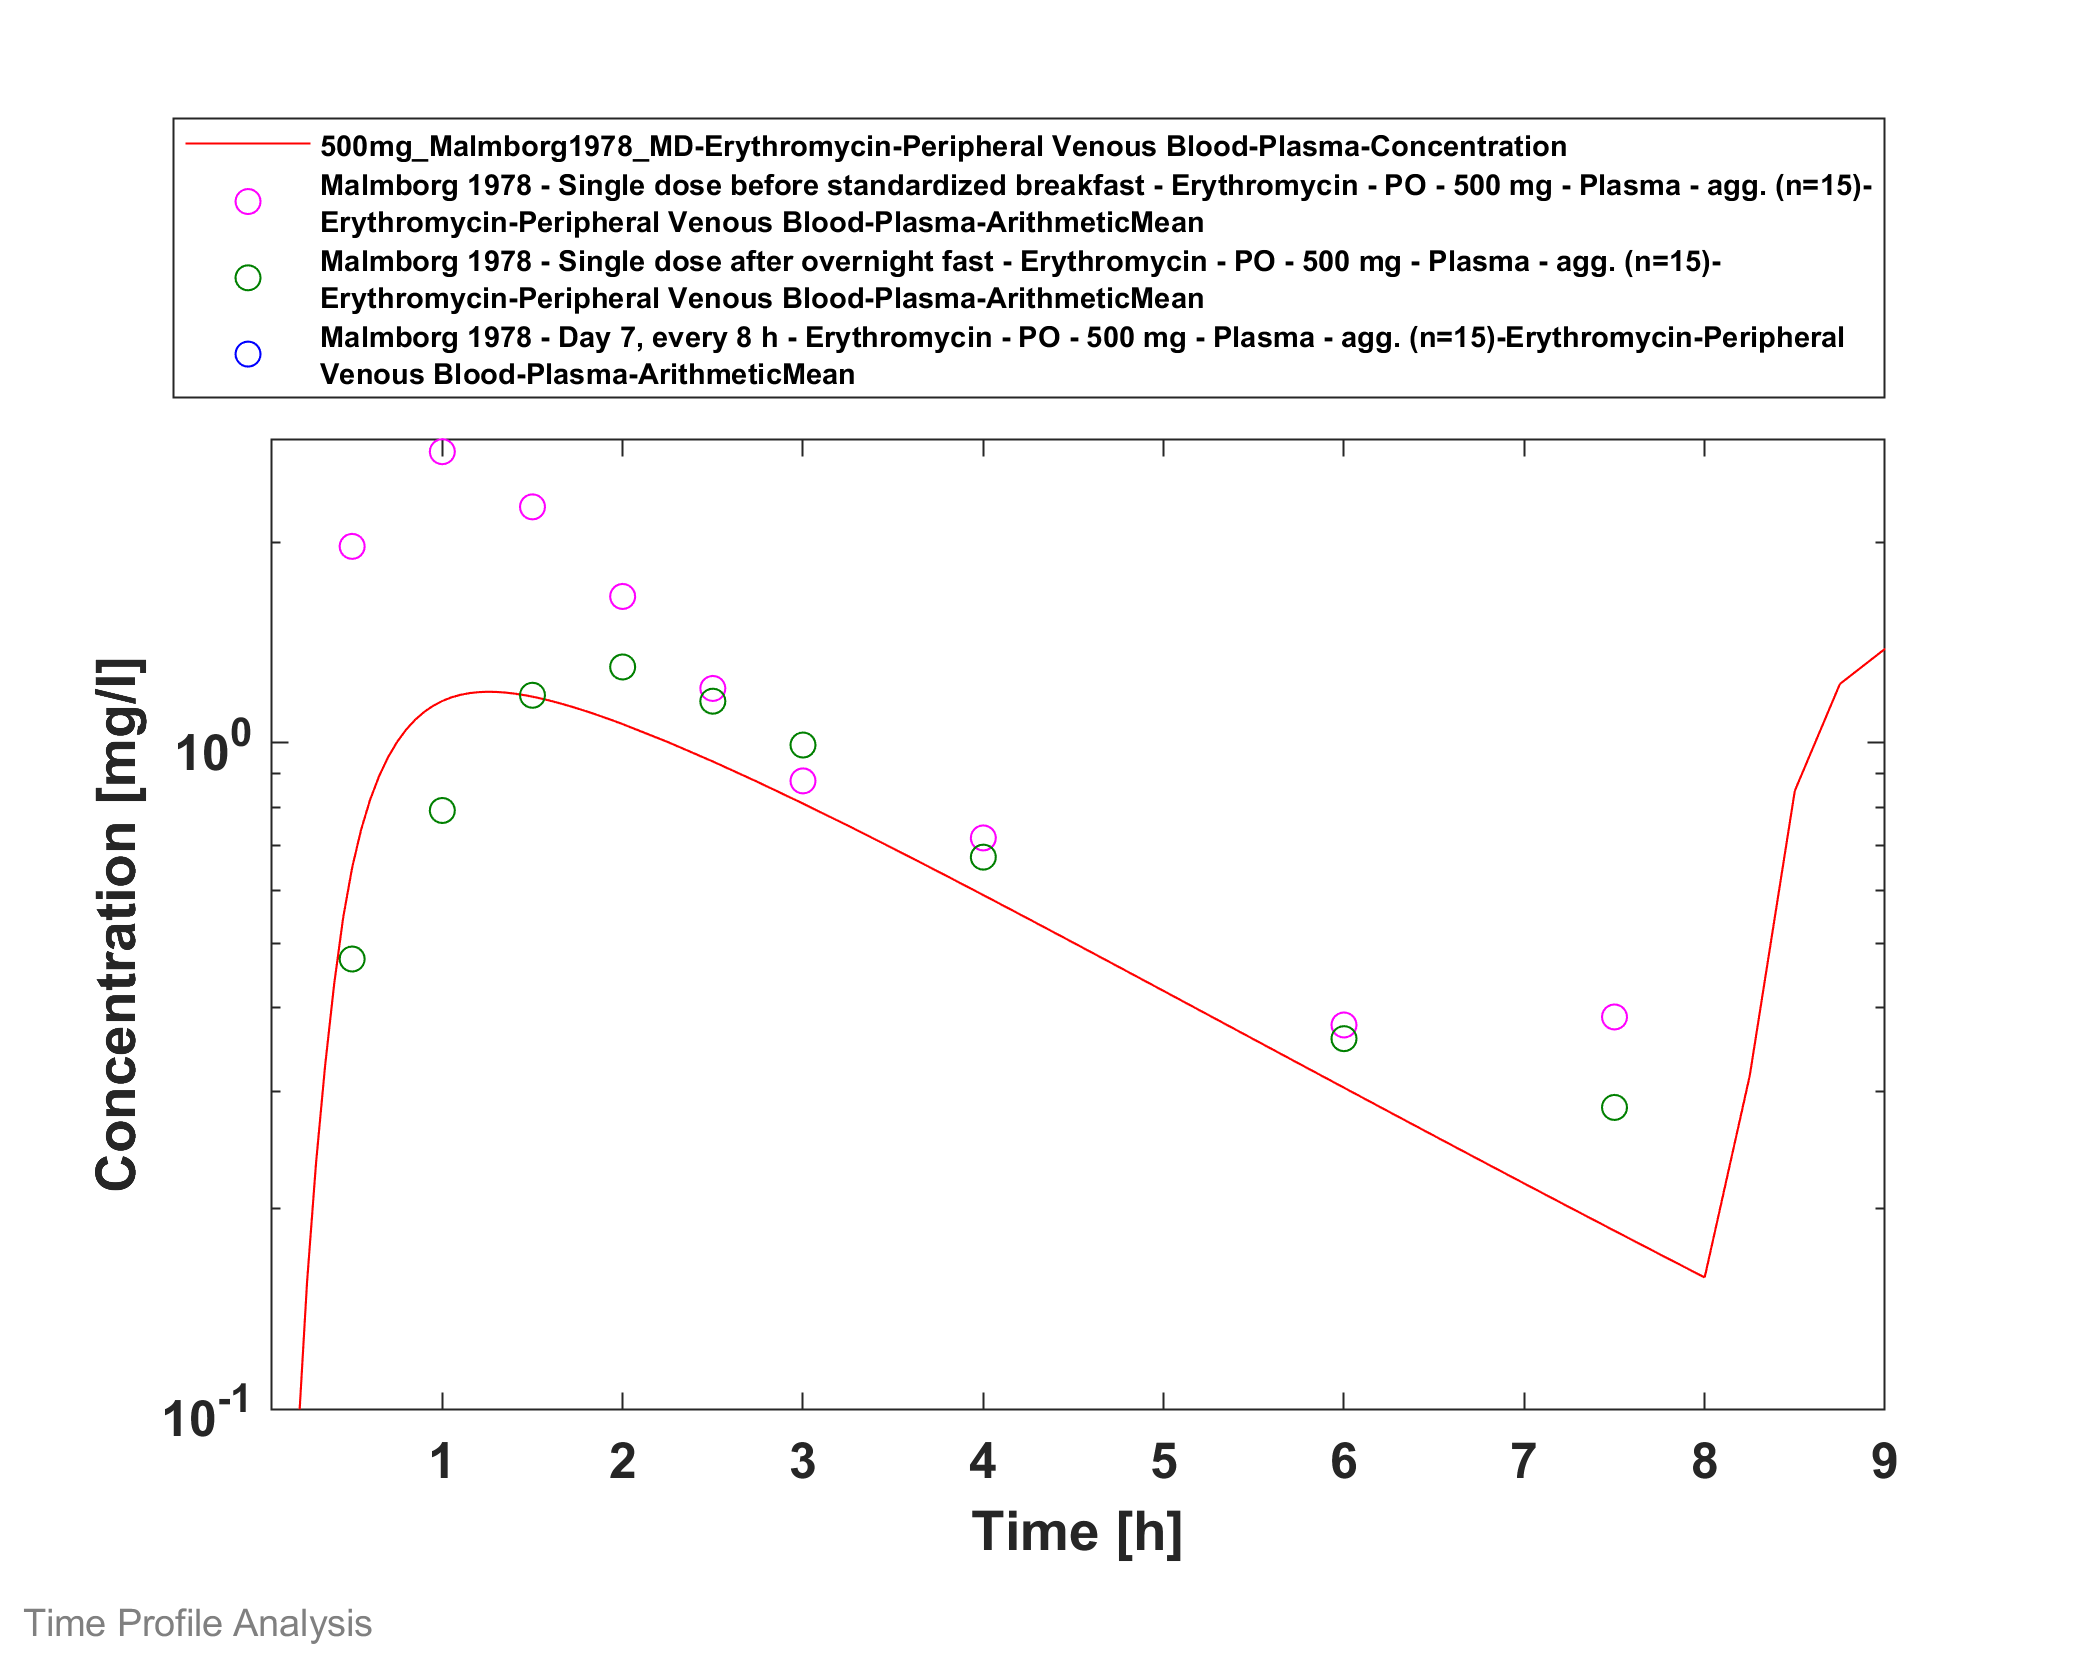 500mg_Malmborg1978_MD-Erythromycin-Peripheral Venous Blood-Plasma-Concentration
Malmborg 1978 - Single dose before standardized breakfast - Erythromycin - PO - 500 mg - Plasma - agg. (n=15)-
Erythromycin-Peripheral Venous Blood-Plasma-ArithmeticMean
Malmborg 1978 - Single dose after overnight fast - Erythromycin - PO - 500 mg - Plasma - agg. (n=15)-
Erythromycin-Peripheral Venous Blood-Plasma-ArithmeticMean
Malmborg 1978 - Day 7, every 8 h - Erythromycin - PO - 500 mg - Plasma - agg. (n=15)-Erythromycin-Peripheral
Venous Blood-Plasma-ArithmeticMean
Concentration [mg/l]
10^0
10^-1
1 2 3 4 5 6 7 8 9
Time [h]
Time Profile Analysis